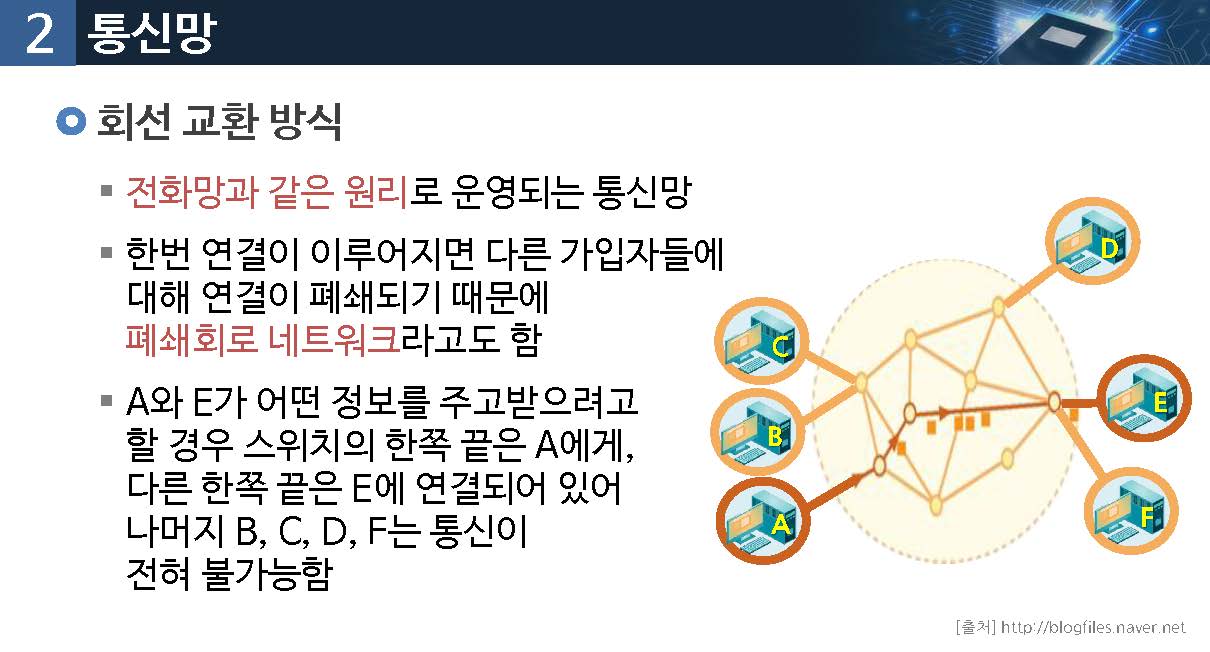 2 통신망
회선 교환 방식
전화망과 같은 원리로 운영되는 통신망
한번 연결이 이루어지면 다른 가입자들에
대해 연결이 폐쇄되기 때문에
폐쇄회로 네트워크라고도 함
A와 E가 어떤 정보를 주고받으려고
할 경우 스위치의 한쪽 끝은 A에게,
다른 한쪽 끝은 E에 연결되어 있어
나머지 B, C, D, F는 통신이
전혀 불가능함
D
C
E
B
F
A
[출처] http://blogfiles.naver.net